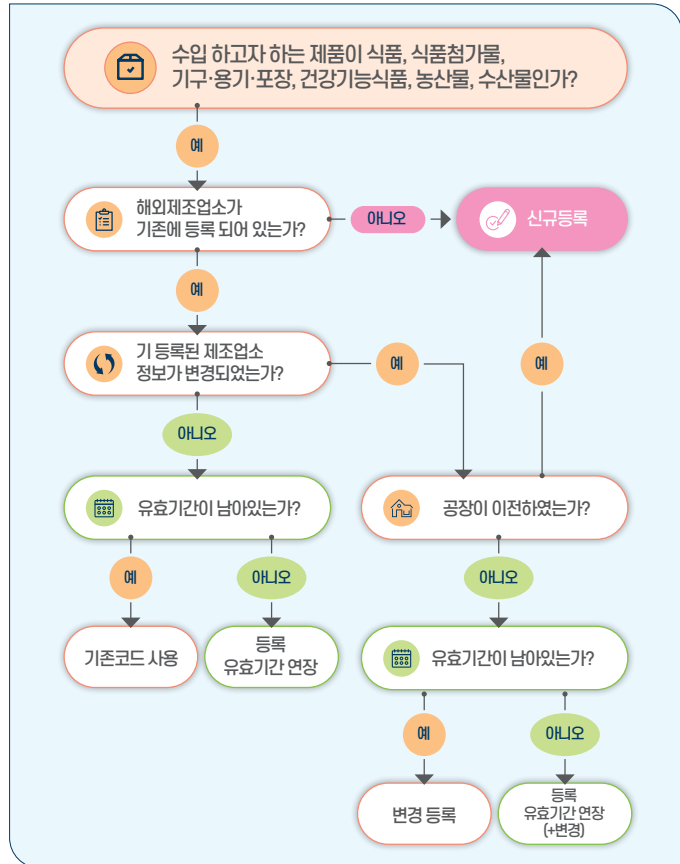 수입 하고자 하는 제품이 식품, 식품첨가물,
기구·용기·포장, 건강기능식품, 농산물, 수산물인가?
예
해외제조업소가
기존에 등록 되어 있는가?
아니오
신규등록
예
기 등록된 제조업소
정보가 변경되었는가?
예
예
아니오
유효기간이 남아있는가?
공장이 이전하였는가?
예
아니오
아니오
기존코드 사용
등록
유효기간 연장
유효기간이 남아있는가?
예
아니오
변경 등록
등록
유효기간 연장
(+변경)